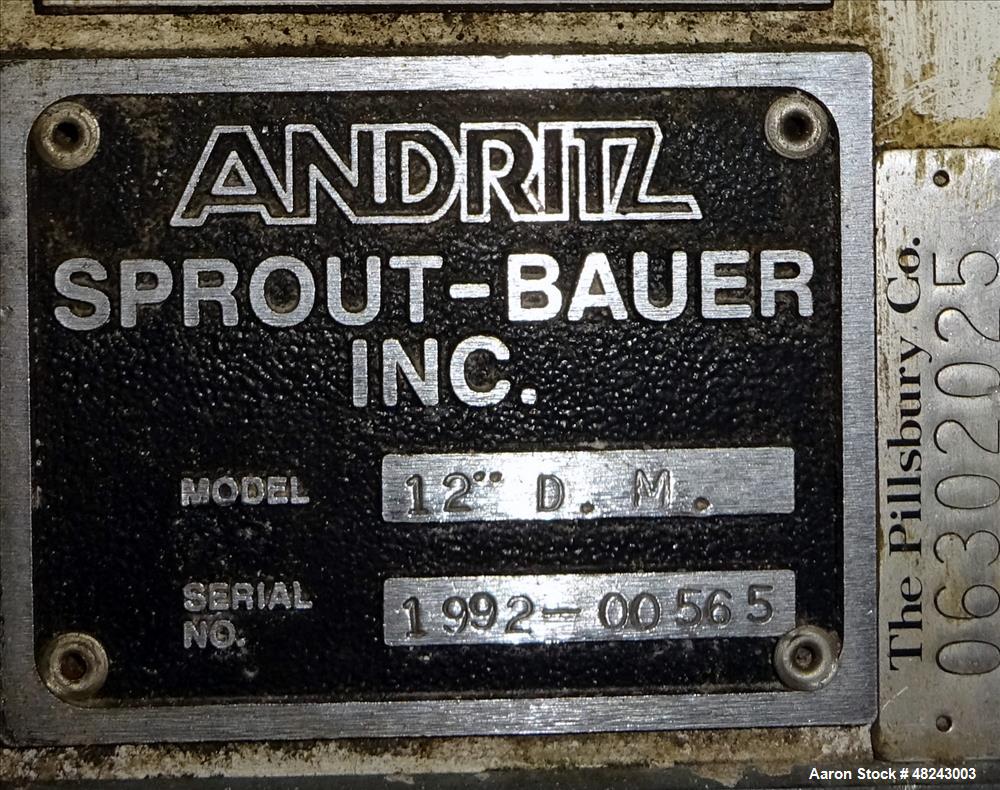 ANDRITZ
SPROUT-BAUER
INC.
MODEL 12" D. M.
SERIAL
NO. 1992-00565
The Pillsbury Co.
06302025
Aaron Stock # 48243003